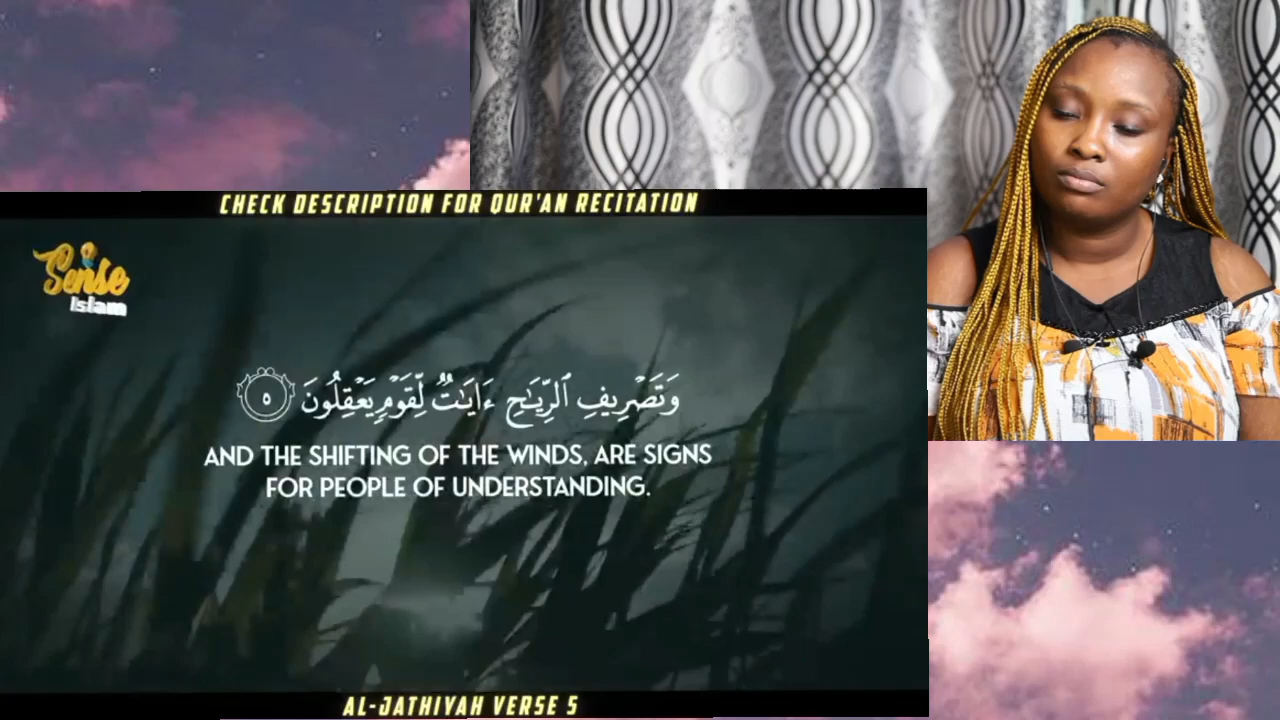 CHECK DESCRIPTION FOR QUR'AN RECITATION
Sense
Islam
وَتَصْرِيفِ ٱلرِّيَـٰحِ ءَايَـٰتٌ لِّقَوْمٍ يَعْقِلُونَ ٥
AND THE SHIFTING OF THE WINDS, ARE SIGNS
FOR PEOPLE OF UNDERSTANDING.
AL-JATHIYAH VERSE 5